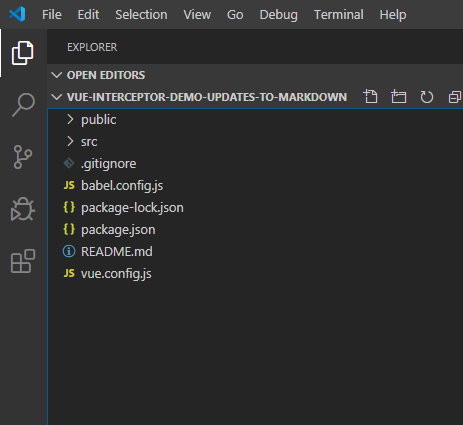 File Edit Selection View Go Debug Terminal Help
EXPLORER
OPEN EDITORS
VUE-INTERCEPTOR-DEMO-UPDATES-TO-MARKDOWN
public
src
.gitignore
JS babel.config.js
{ } package-lock.json
{ } package.json
README.md
JS vue.config.js